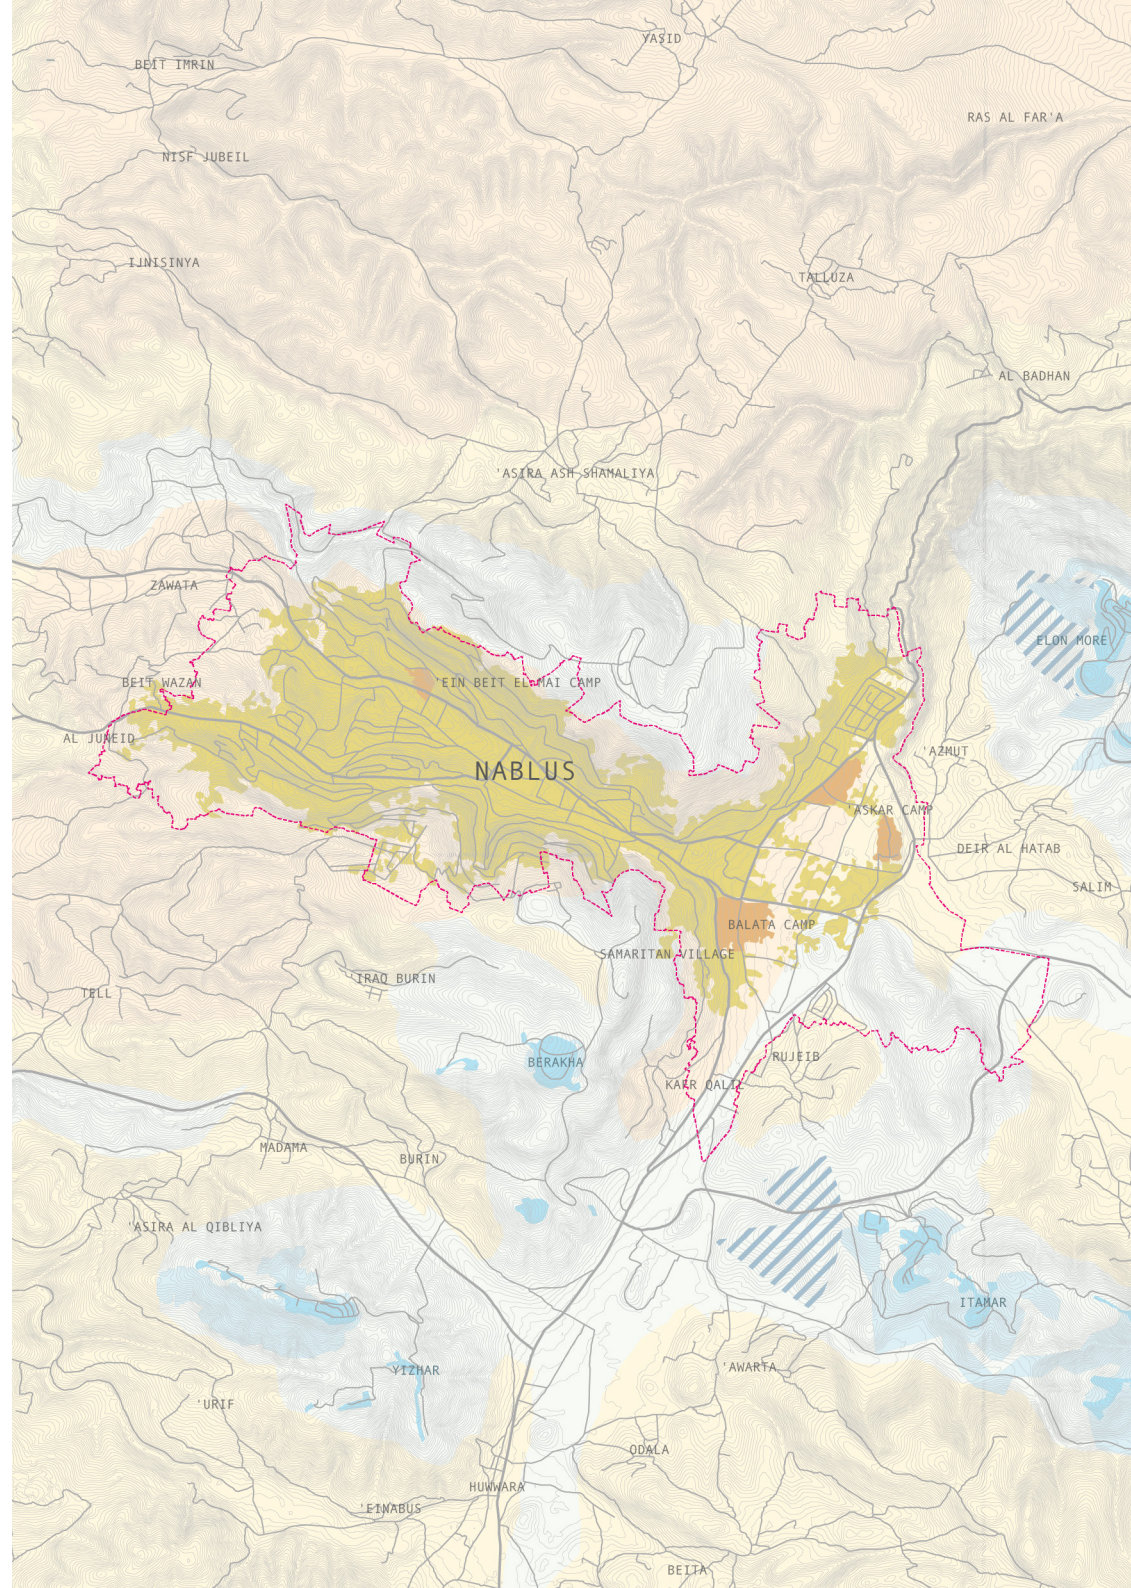 YASID
BEIT IMRIN
RAS AL FAR'A
NISF JUBEIL
IJNISINYA
TALLUZA
AL BADHAN
'ASIRA ASH SHAMALIYA
ZAWATA
ELON MORE
BEIT WAZAN
'EIN BEIT EL MAI CAMP
AL JUNEID
'AZMUT
NABLUS
'ASKAR CAMP
DEIR AL HATAB
SALIM
BALATA CAMP
SAMARITAN VILLAGE
'IRAQ BURIN
TELL
RUJEIB
BERAKHA
KAFR QALIL
MADAMA
BURIN
'ASIRA AL QIBLIYA
ITAMAR
'AWARTA
YIZHAR
'URIF
ODALA
HUWWARA
'EINABUS
BEITA